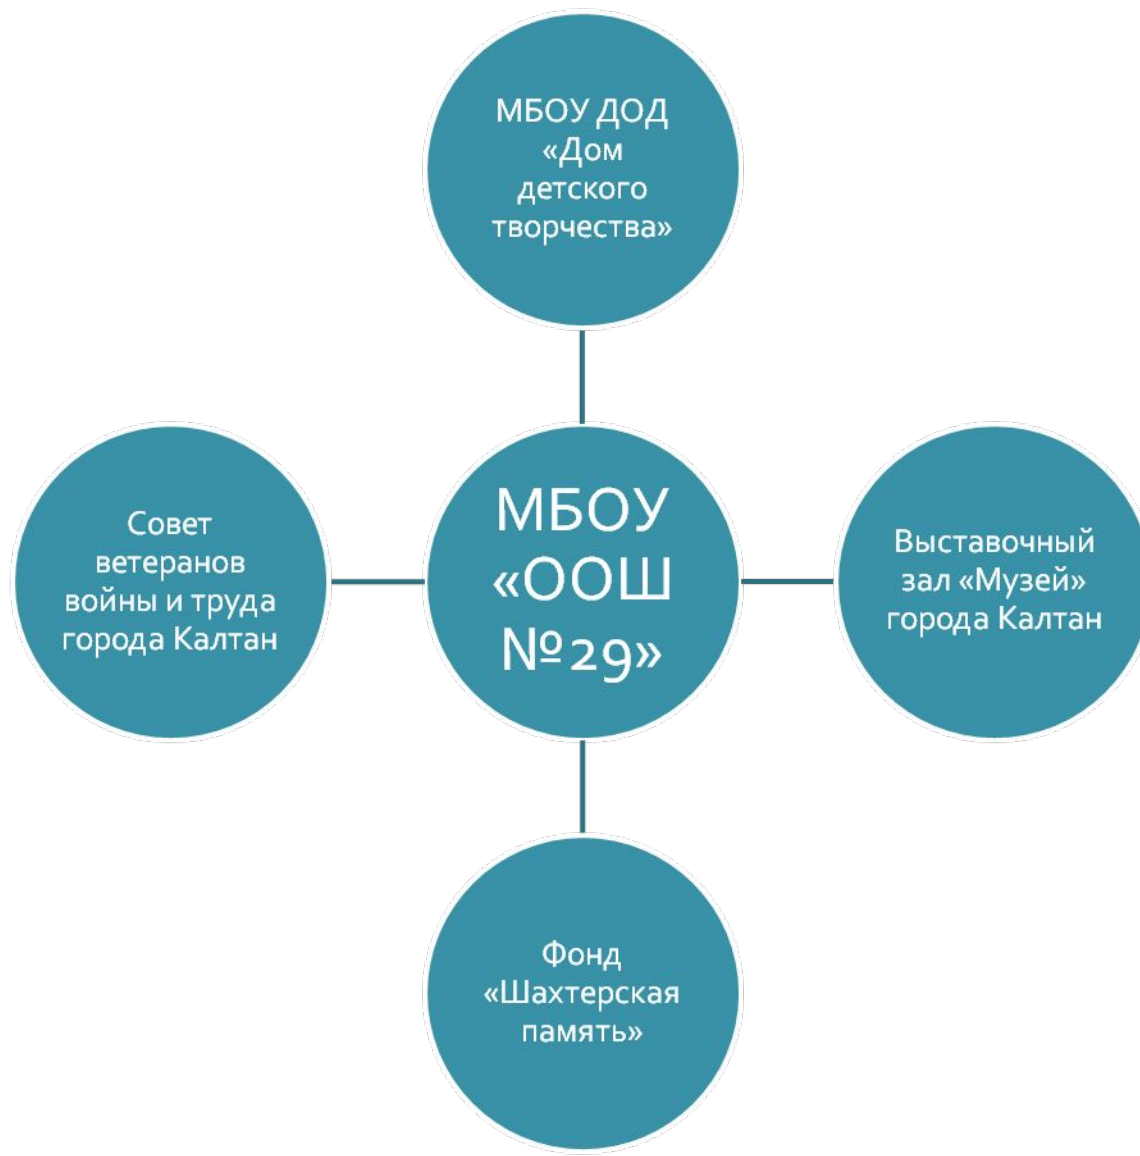 МБОУ ДОД
«Дом
детского
творчества»
Совет
ветеранов
войны и труда
города Калтан
МБОУ
«ООШ
№29»
Выставочный
зал «Музей»
города Калтан
Фонд
«Шахтерская
память»